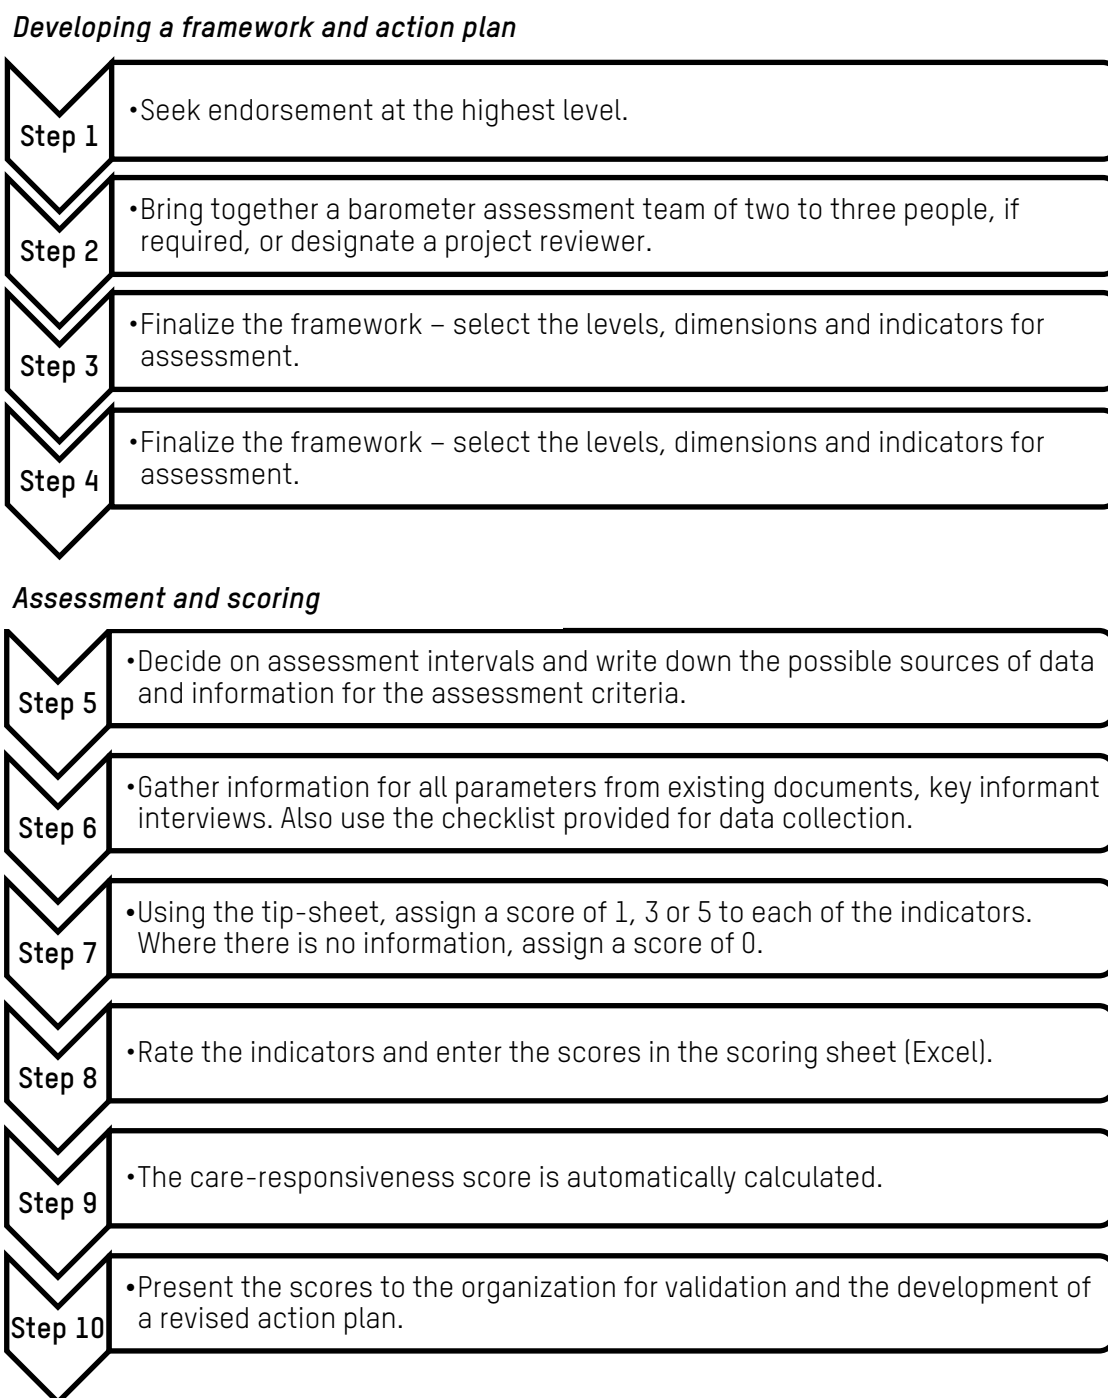 Developing a framework and action plan
Step 1
•Seek endorsement at the highest level.
Step 2
•Bring together a barometer assessment team of two to three people, if
required, or designate a project reviewer.
Step 3
•Finalize the framework – select the levels, dimensions and indicators for
assessment.
Step 4
•Finalize the framework – select the levels, dimensions and indicators for
assessment.
Assessment and scoring
Step 5
•Decide on assessment intervals and write down the possible sources of data
and information for the assessment criteria.
Step 6
•Gather information for all parameters from existing documents, key informant
interviews. Also use the checklist provided for data collection.
Step 7
•Using the tip-sheet, assign a score of 1, 3 or 5 to each of the indicators.
Where there is no information, assign a score of 0.
Step 8
•Rate the indicators and enter the scores in the scoring sheet (Excel).
Step 9
•The care-responsiveness score is automatically calculated.
Step 10
•Present the scores to the organization for validation and the development of
a revised action plan.